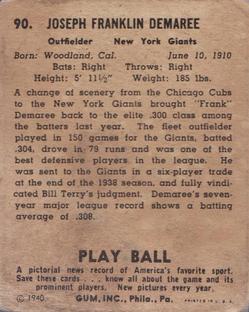 90. JOSEPH FRANKLIN DEMAREE
Outfielder New York Giants
Born: Woodland, Cal. June 10, 1910
Bats: Right Throws: Right
Height: 5' 11½" Weight: 185 lbs.
A change of scenery from the Chicago Cubs
to the New York Giants brought "Frank"
Demaree back to the elite .300 class among
the batters last year. The fleet outfielder
played in 150 games for the Giants, batted
.304, drove in 79 runs and was one of the
best defensive players in the league. He
was sent to the Giants in a six-player trade
at the end of the 1938 season, and fully vindi-
cated Bill Terry's judgment. Demaree's seven-
year major league record shows a batting
average of .308.
PLAY BALL
A pictorial news record of America's favorite sport.
Save these cards . . . know all about the game and its
prominent players. New pictures every year.
© 1940 GUM, INC., Phila., Pa. PRINTED IN U. S. A.